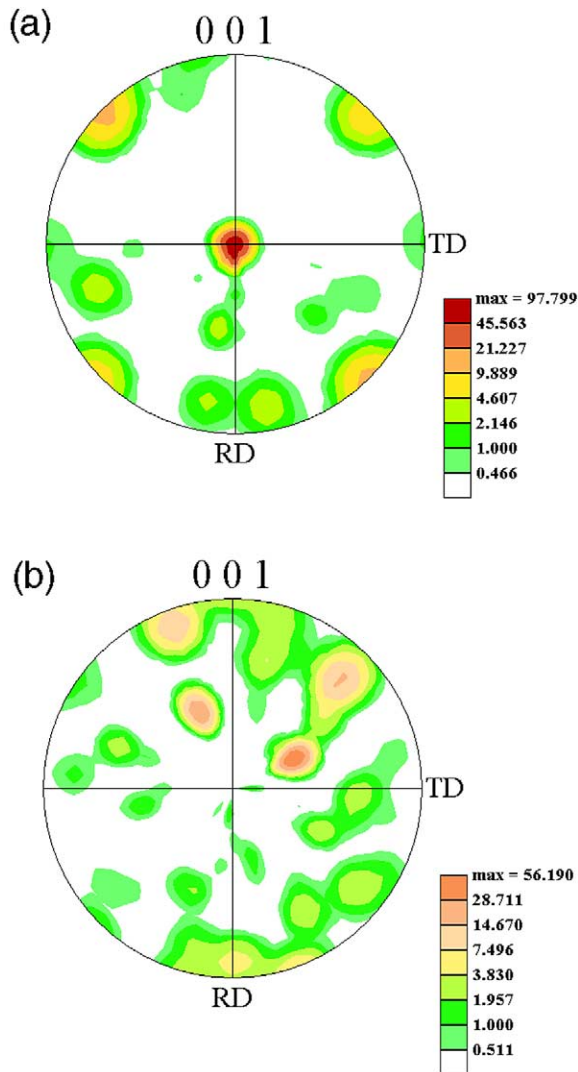 (a)
0 0 1
TD
RD
max = 97.799
45.563
21.227
9.889
4.607
2.146
1.000
0.466
(b)
0 0 1
TD
RD
max = 56.190
28.711
14.670
7.496
3.830
1.957
1.000
0.511